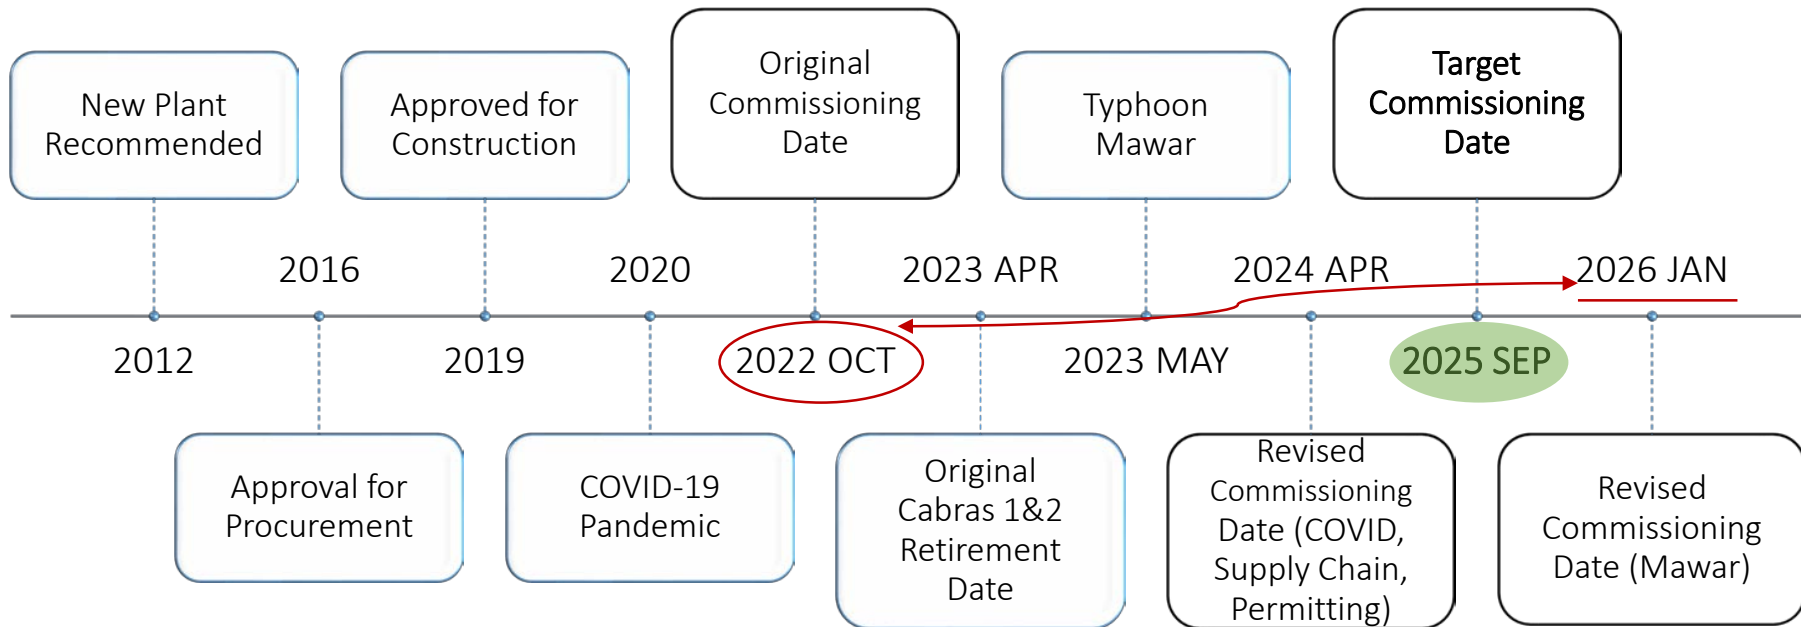 New Plant
Recommended
Approved for
Construction
Original
Commissioning
Date
Typhoon
Mawar
Target
Commissioning
Date
2016
2020
2023 APR
2024 APR
2026 JAN
2012
2019
2022 OCT
2023 MAY
2025 SEP
Approval for
Procurement
COVID-19
Pandemic
Original
Cabras 1&2
Retirement
Date
Revised
Commissioning
Date (COVID,
Supply Chain,
Permitting)
Revised
Commissioning
Date (Mawar)